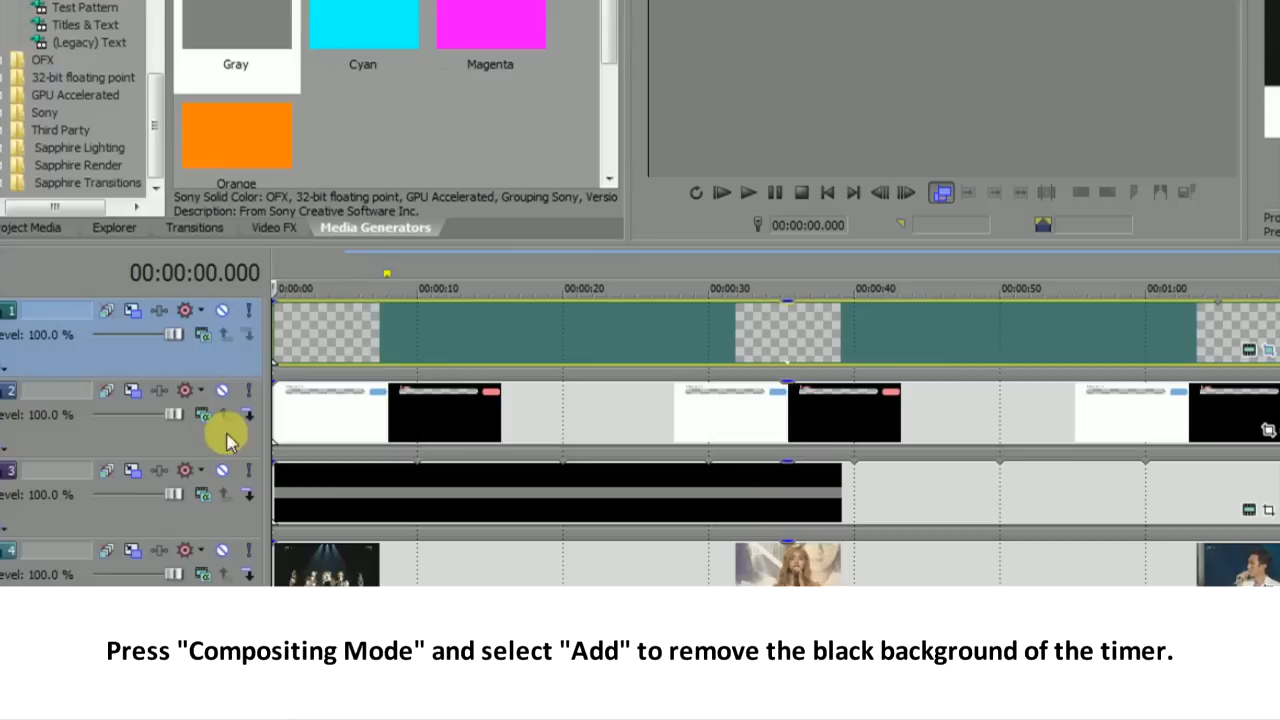 Test Pattern
Titles & Text
(Legacy) Text
OFX
32-bit floating point
GPU Accelerated
Sony
Third Party
Sapphire Lighting
Sapphire Render
Sapphire Transitions
Gray
Cyan
Magenta
Orange
Sony Solid Color: OFX, 32-bit floating point, GPU Accelerated, Grouping Sony, Versio
Description: From Sony Creative Software Inc.
oject Media
Explorer
Transitions
Video FX
Media Generators
00:00:00.000
Pro
Pre
00:00:00.000
0:00:00
00:00:10
00:00:20
00:00:30
00:00:40
00:00:50
00:01:00
1
evel: 100.0 %
2
evel: 100.0 %
3
evel: 100.0 %
4
evel: 100.0 %
Press "Compositing Mode" and select "Add" to remove the black background of the timer.